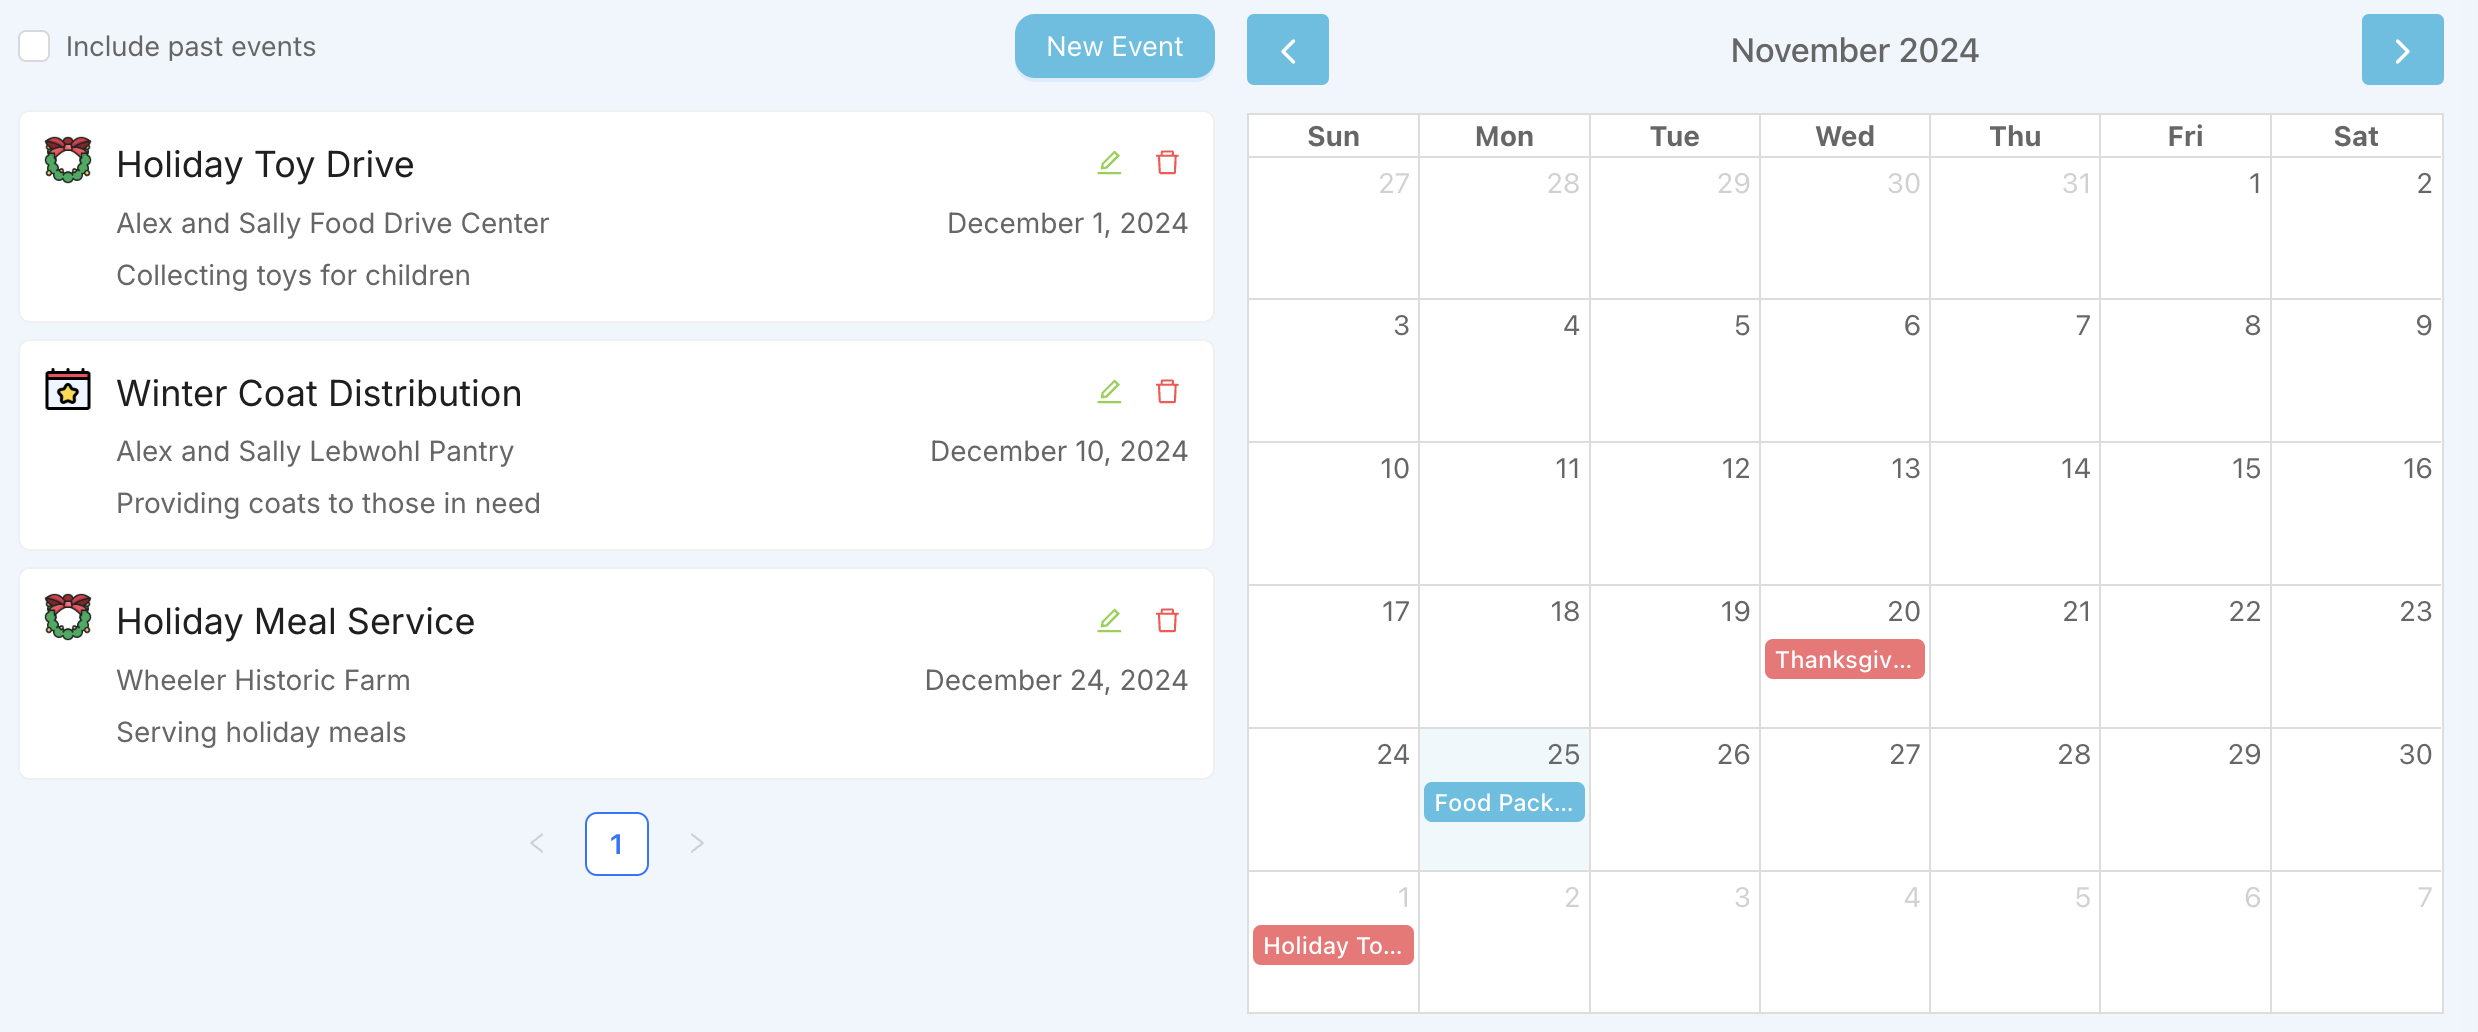 Include past events
New Event
Holiday Toy Drive
Alex and Sally Food Drive Center
December 1, 2024
Collecting toys for children
Winter Coat Distribution
Alex and Sally Lebwohl Pantry
December 10, 2024
Providing coats to those in need
Holiday Meal Service
Wheeler Historic Farm
December 24, 2024
Serving holiday meals
1
November 2024
Sun Mon Tue Wed Thu Fri Sat
27 28 29 30 31 1 2
3 4 5 6 7 8 9
10 11 12 13 14 15 16
17 18 19 20 21 22 23
Thanksgiv...
24 25 26 27 28 29 30
Food Pack...
1 2 3 4 5 6 7
Holiday To...